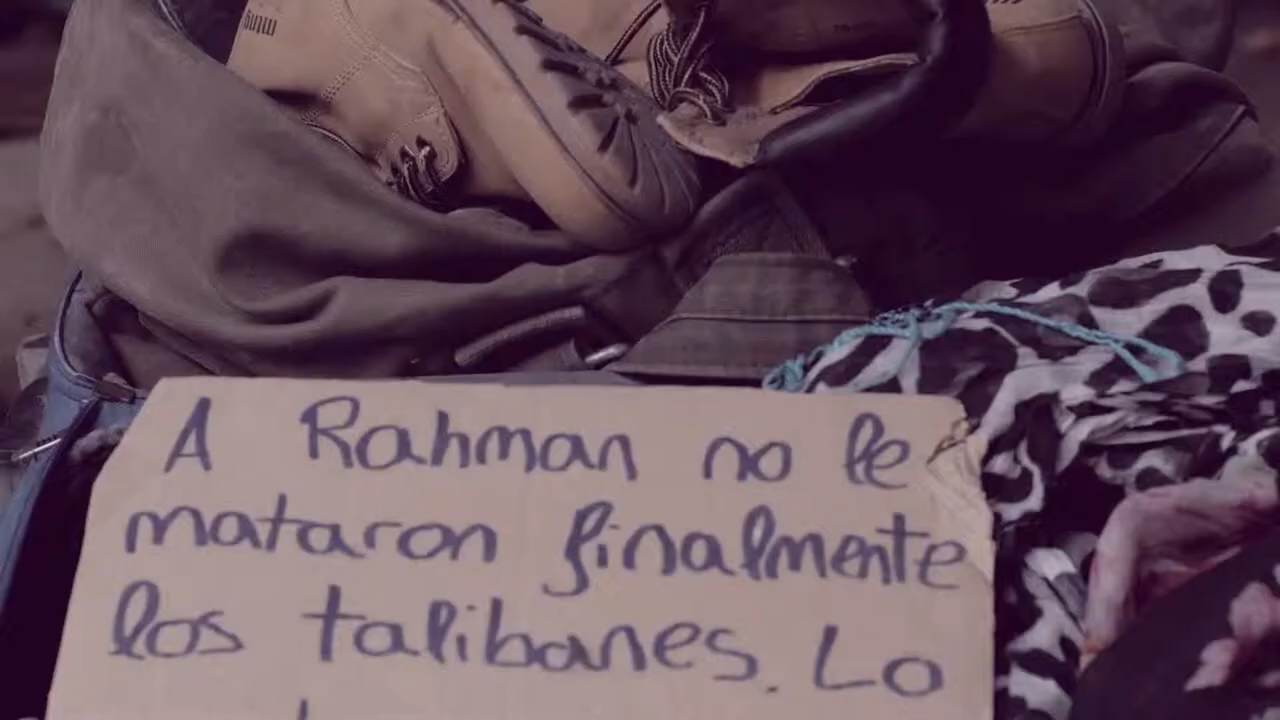 A Rahman no le
mataron finalmente
los talibanes. Lo